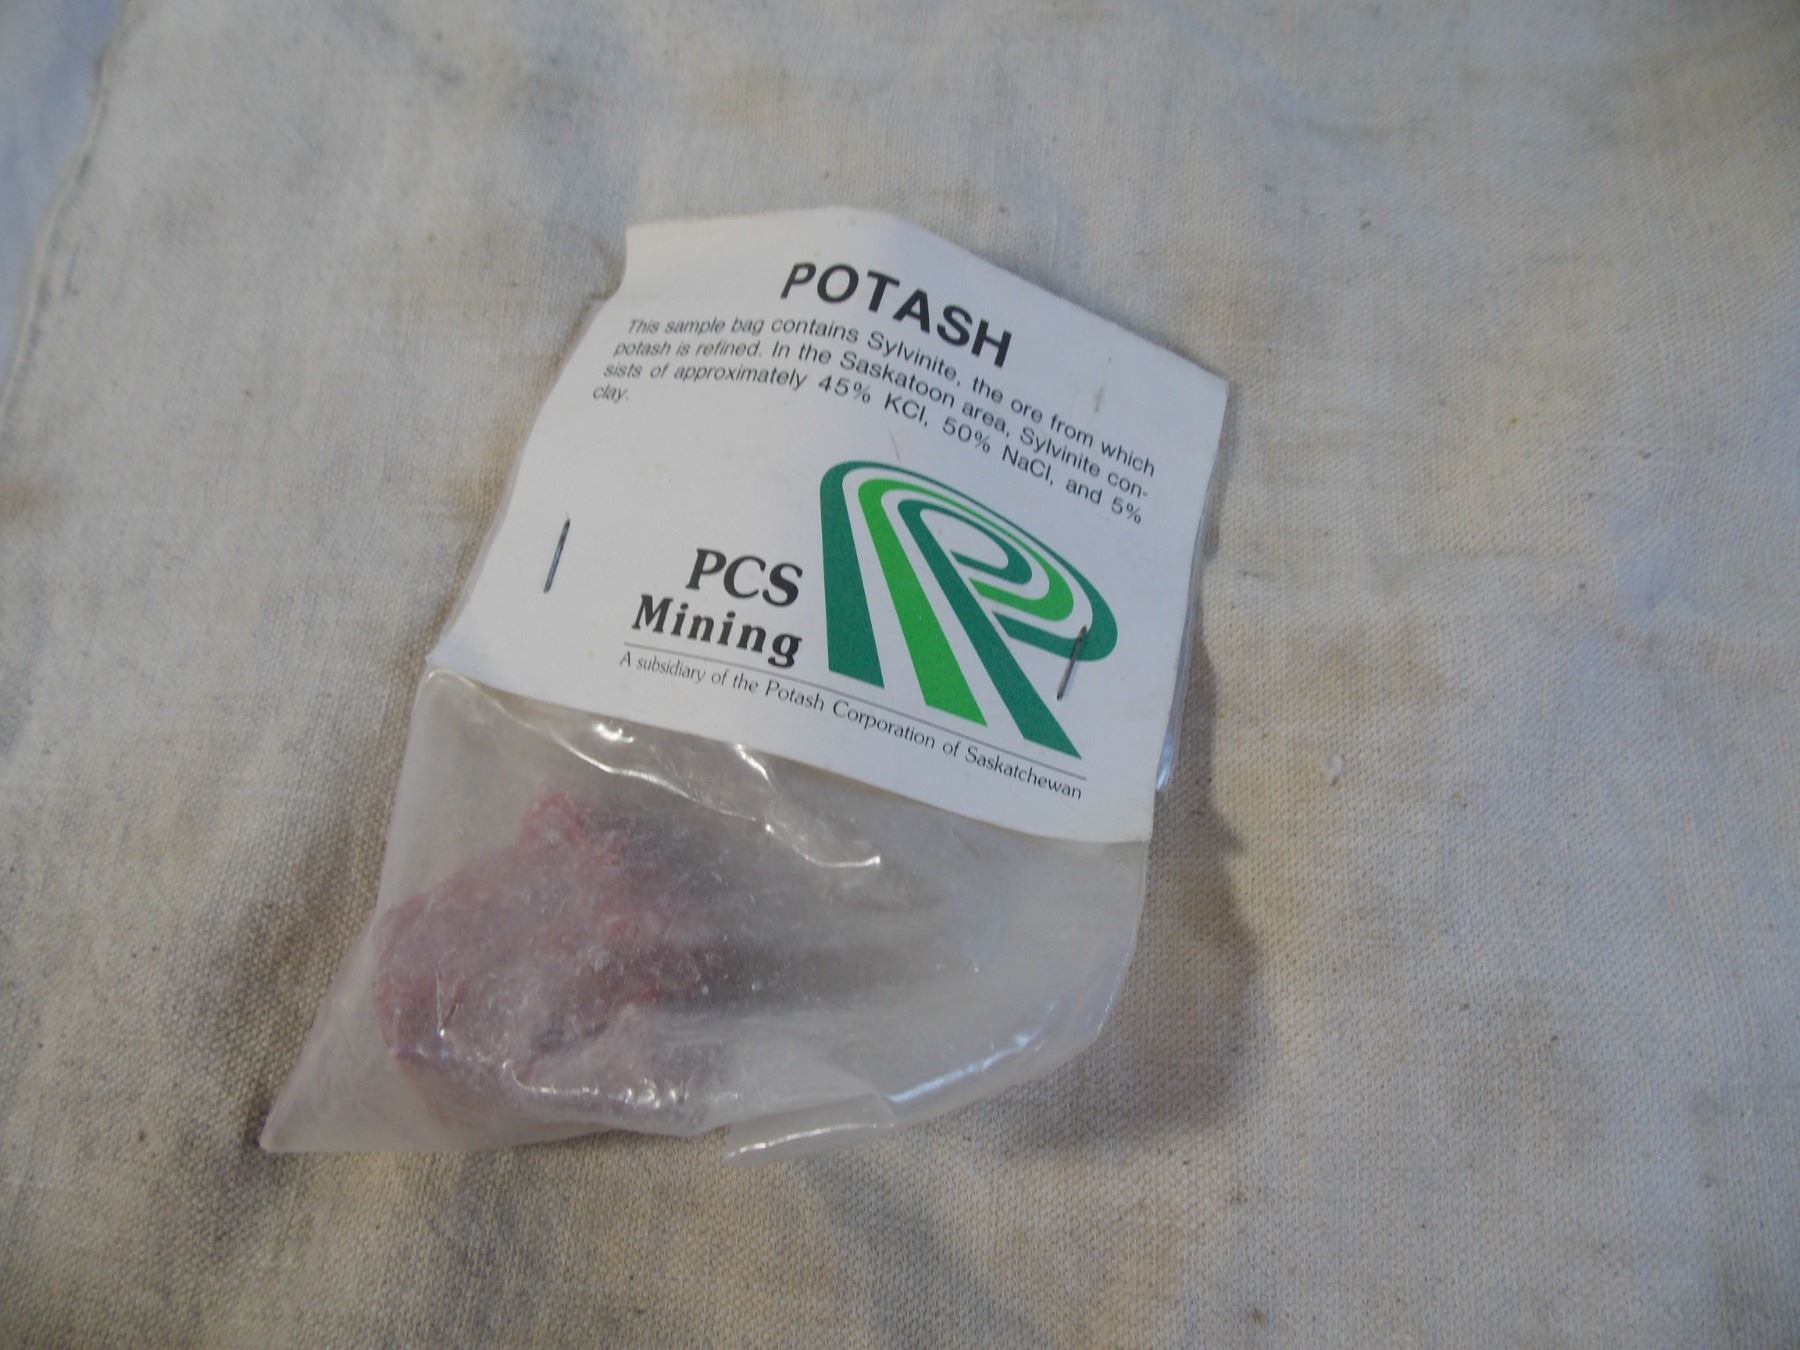 POTASH
This sample bag contains Sylvinite, the ore from which
potash is refined. In the Saskatoon area, Sylvinite con-
sists of approximately 45% KCl, 50% NaCl, and 5%
clay.
PCS
Mining
A subsidiary of the Potash Corporation of Saskatchewan